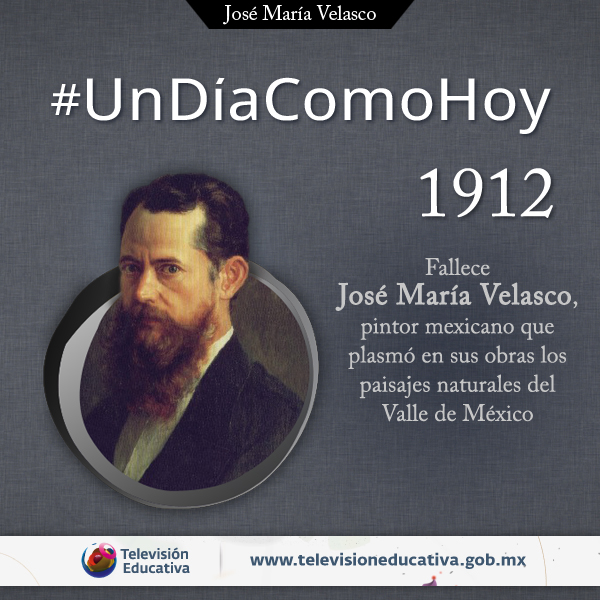 José María Velasco
#UnDíaComoHoy
1912
Fallece
José María Velasco,
pintor mexicano que
plasmó en sus obras los
paisajes naturales del
Valle de México
Televisión
Educativa
www.televisioneducativa.gob.mx